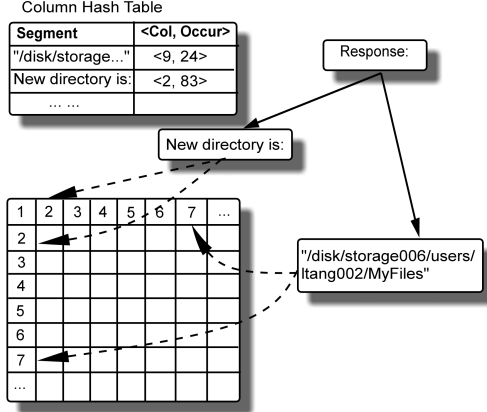 Column Hash Table
Segment <Col, Occur>
"/disk/storage..." <9, 24>
New directory is: <2, 83>
... ...
Response:
New directory is:
"/disk/storage006/users/
ltang002/MyFiles"
1 2 3 4 5 6 7 ...
2
3
4
5
6
7
...